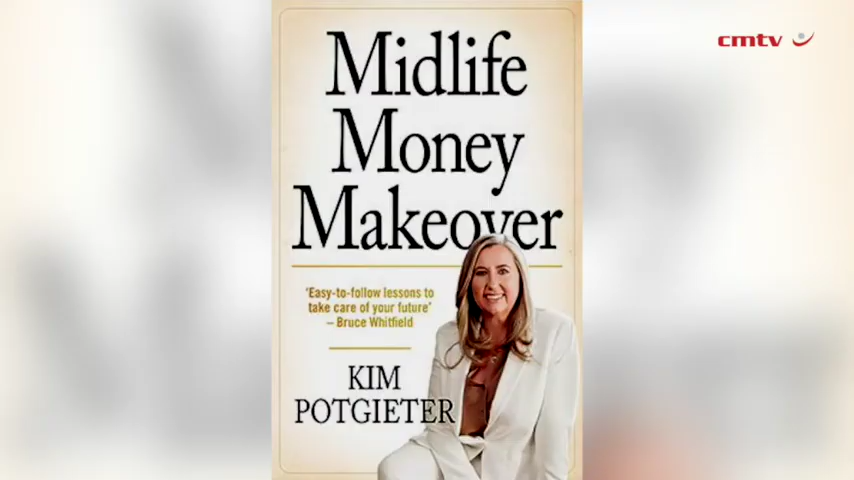 cmtv
Midlife
Money
Makeover
'Easy-to-follow lessons to
take care of your future'
– Bruce Whitfield
KIM
POTGIETER